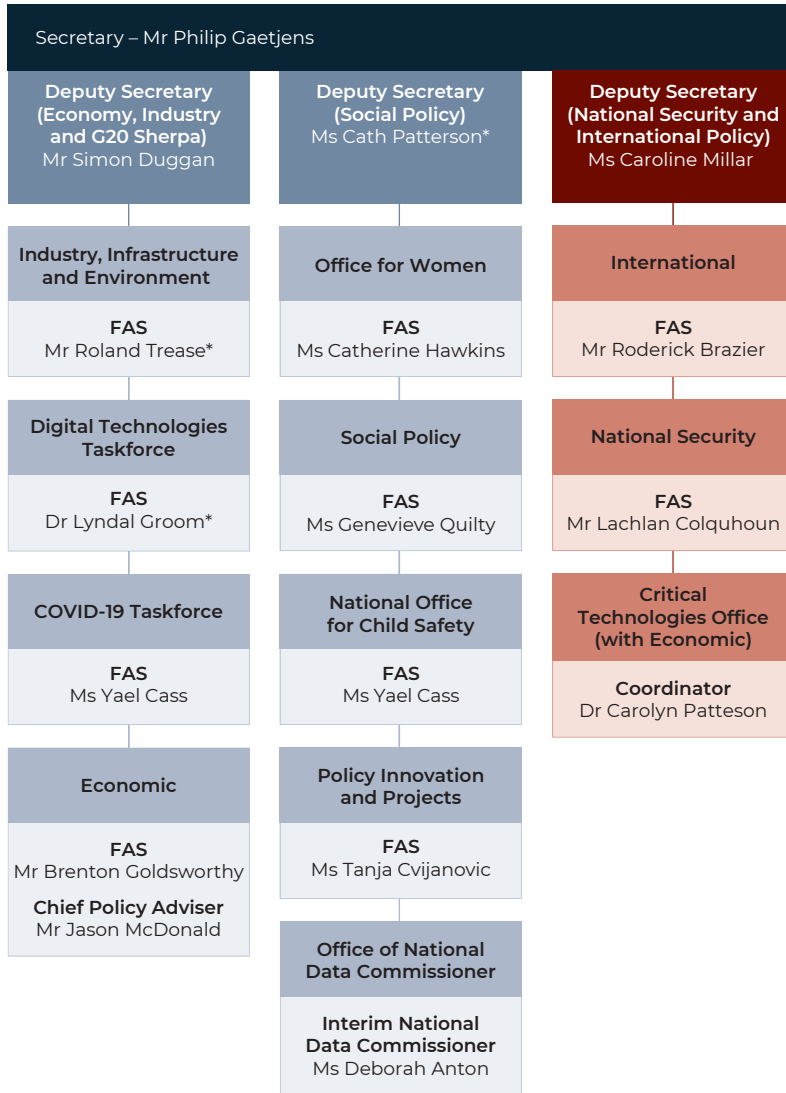 Secretary – Mr Philip Gaetjens
Deputy Secretary
(Economy, Industry
and G20 Sherpa)
Mr Simon Duggan
Industry, Infrastructure
and Environment
FAS
Mr Roland Trease*
Digital Technologies
Taskforce
FAS
Dr Lyndal Groom*
COVID-19 Taskforce
FAS
Ms Yael Cass
Economic
FAS
Mr Brenton Goldsworthy
Chief Policy Adviser
Mr Jason McDonald
Deputy Secretary
(Social Policy)
Ms Cath Patterson*
Office for Women
FAS
Ms Catherine Hawkins
Social Policy
FAS
Ms Genevieve Quilty
National Office
for Child Safety
FAS
Ms Yael Cass
Policy Innovation
and Projects
FAS
Ms Tanja Cvijanovic
Office of National
Data Commissioner
Interim National
Data Commissioner
Ms Deborah Anton
Deputy Secretary
(National Security and
International Policy)
Ms Caroline Millar
International
FAS
Mr Roderick Brazier
National Security
FAS
Mr Lachlan Colquhoun
Critical
Technologies Office
(with Economic)
Coordinator
Dr Carolyn Patteson